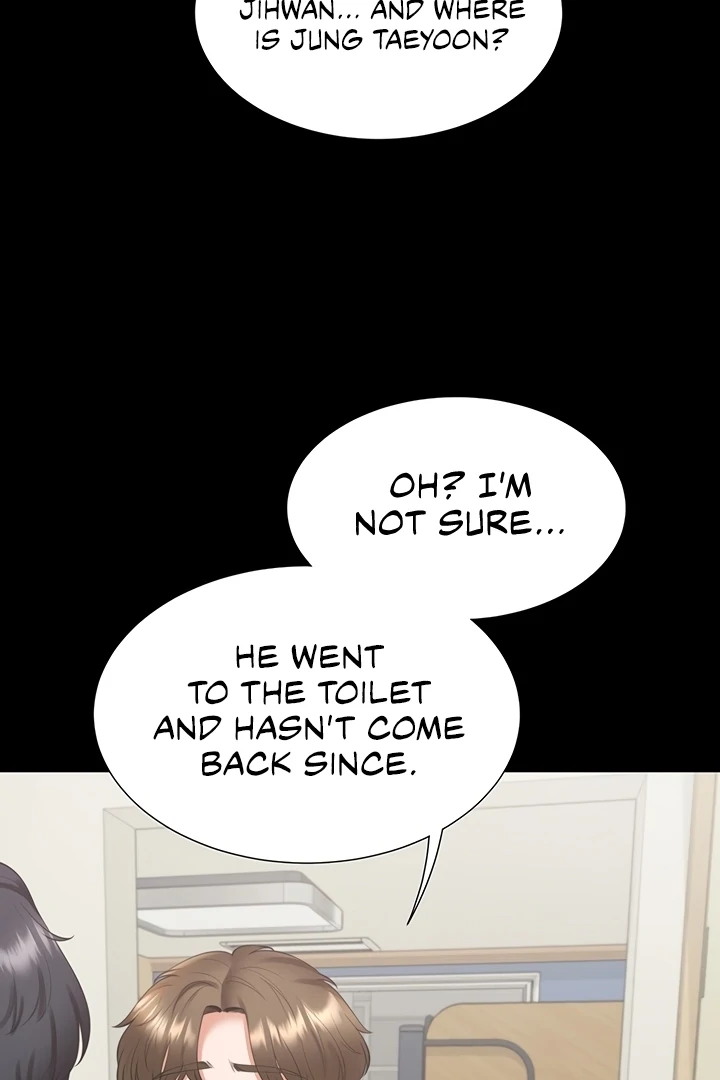 JIHWAN... AND WHERE
IS JUNG TAEYOON?
OH? I'M
NOT SURE...
HE WENT
TO THE TOILET
AND HASN'T COME
BACK SINCE.